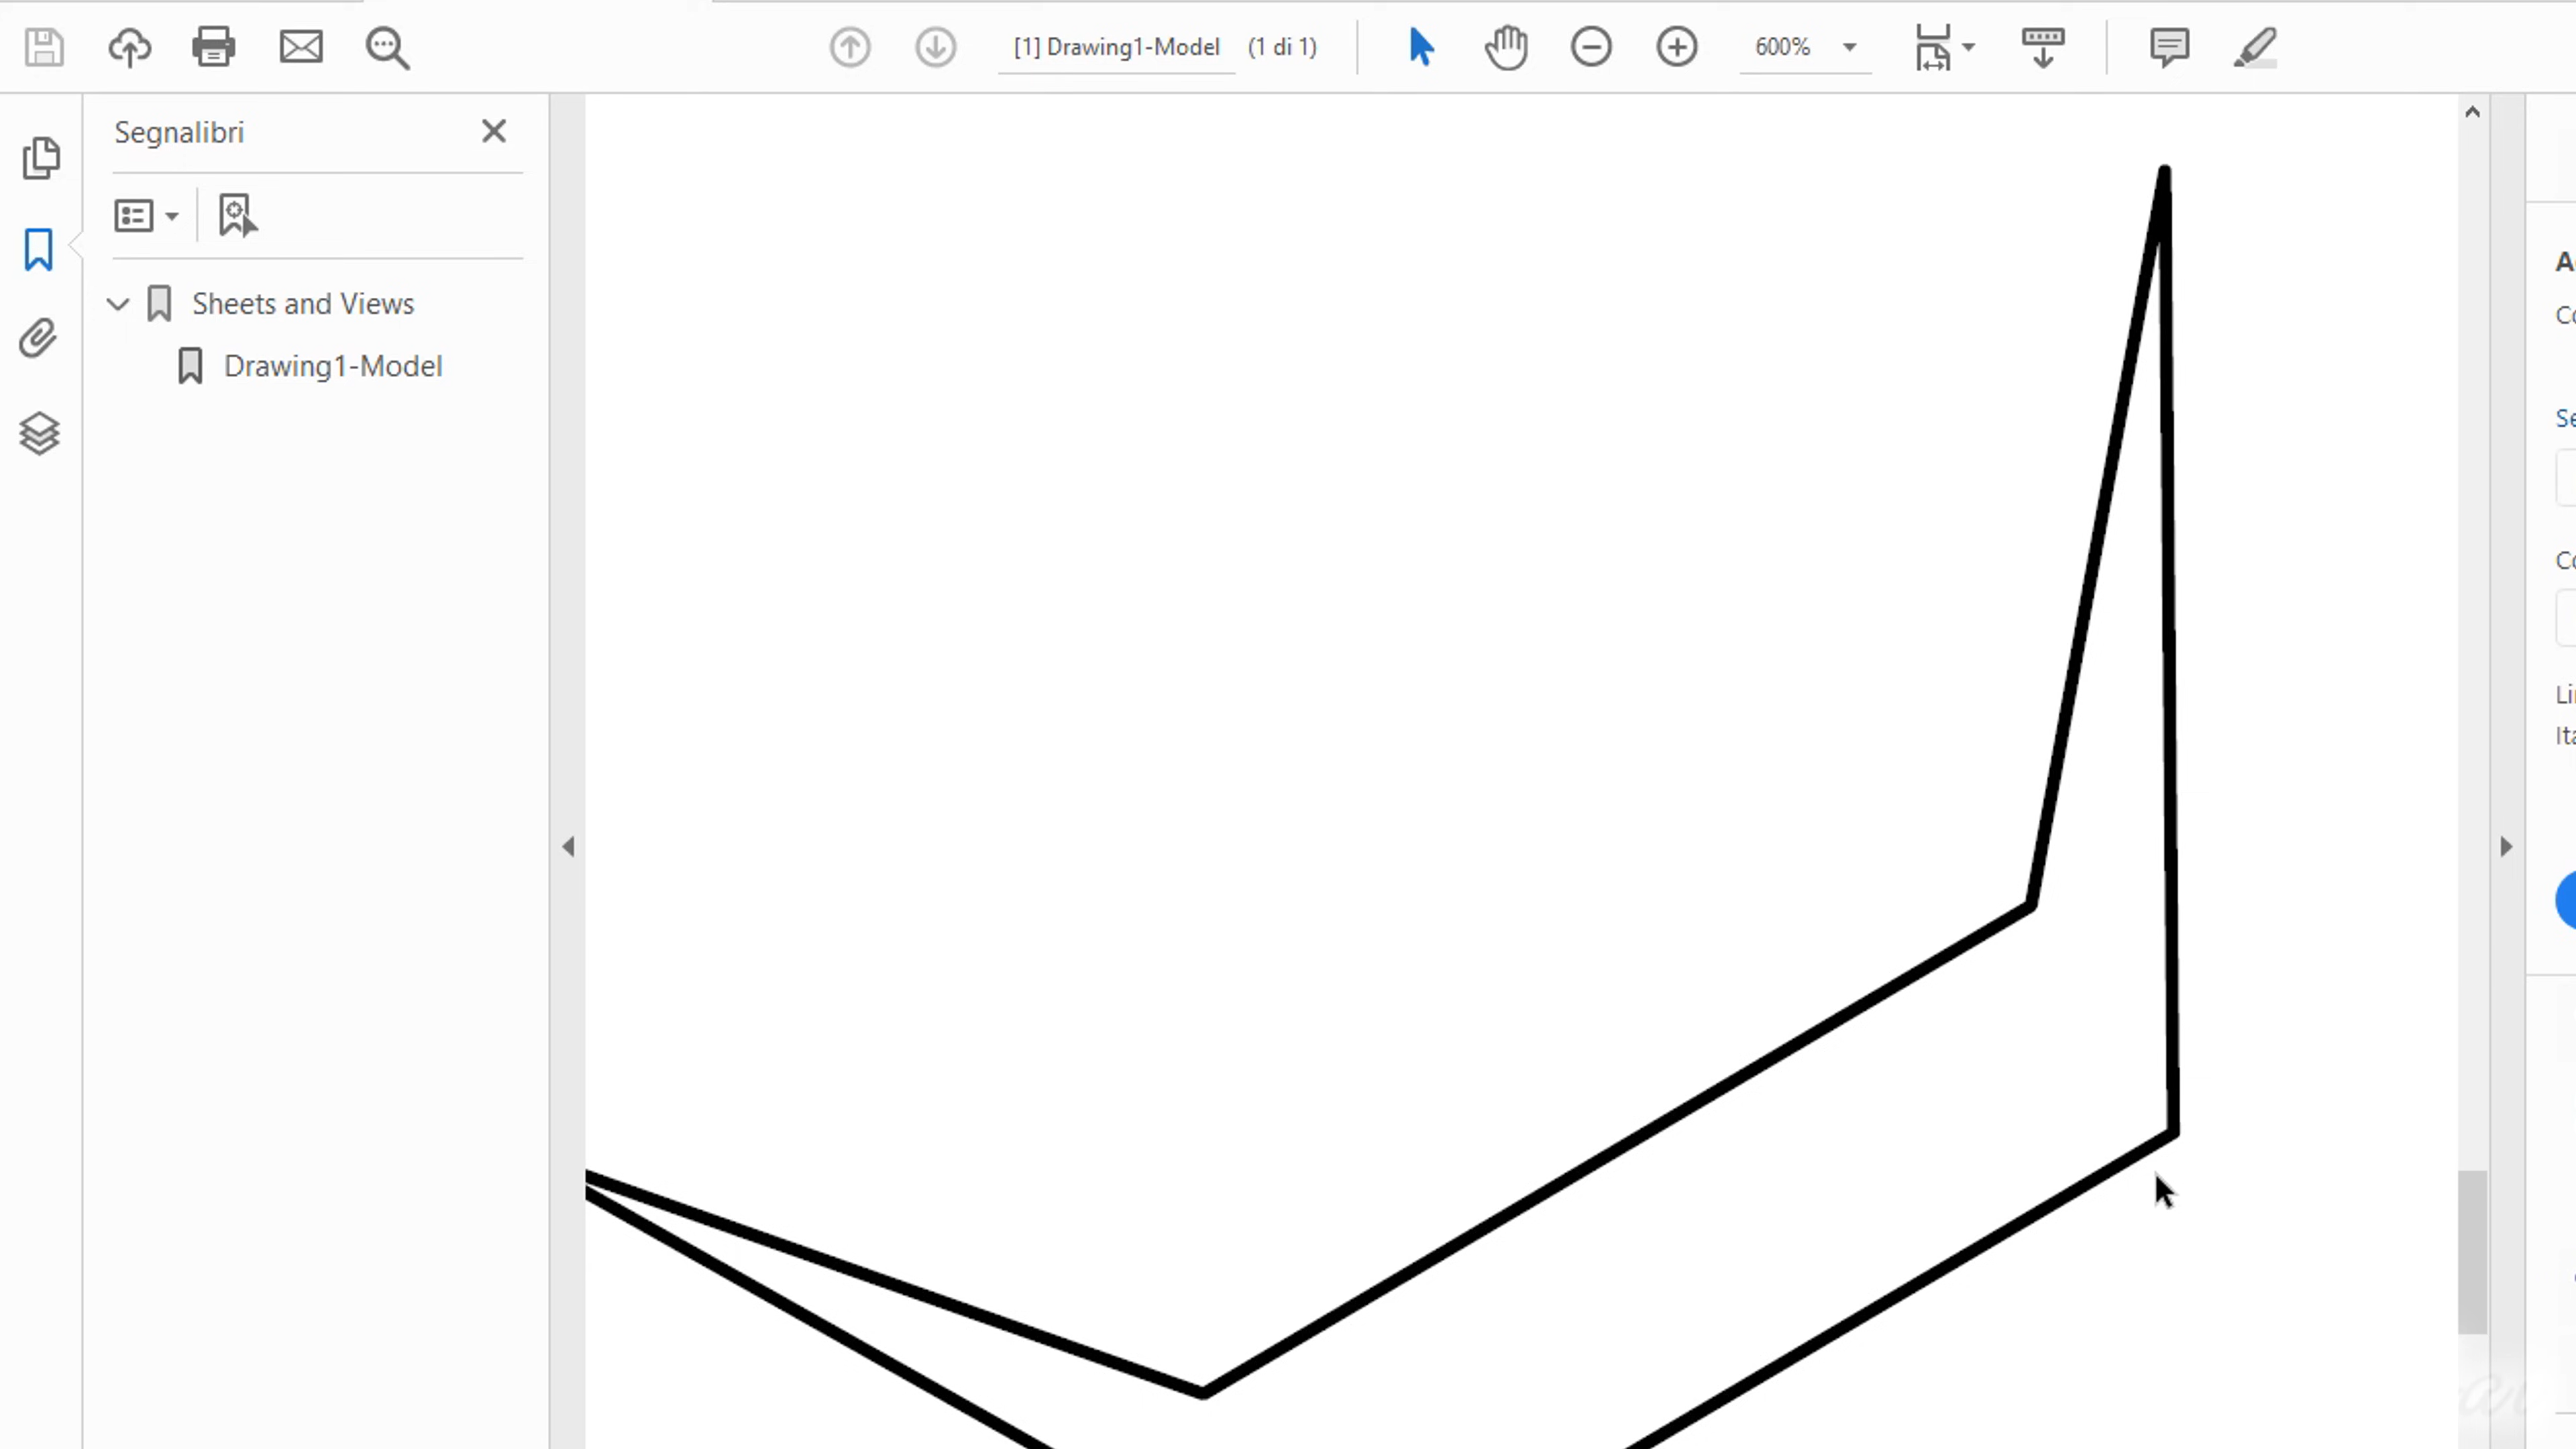 [1] Drawing1-Model (1 di 1)
600%
Segnalibri
Sheets and Views
Drawing1-Model